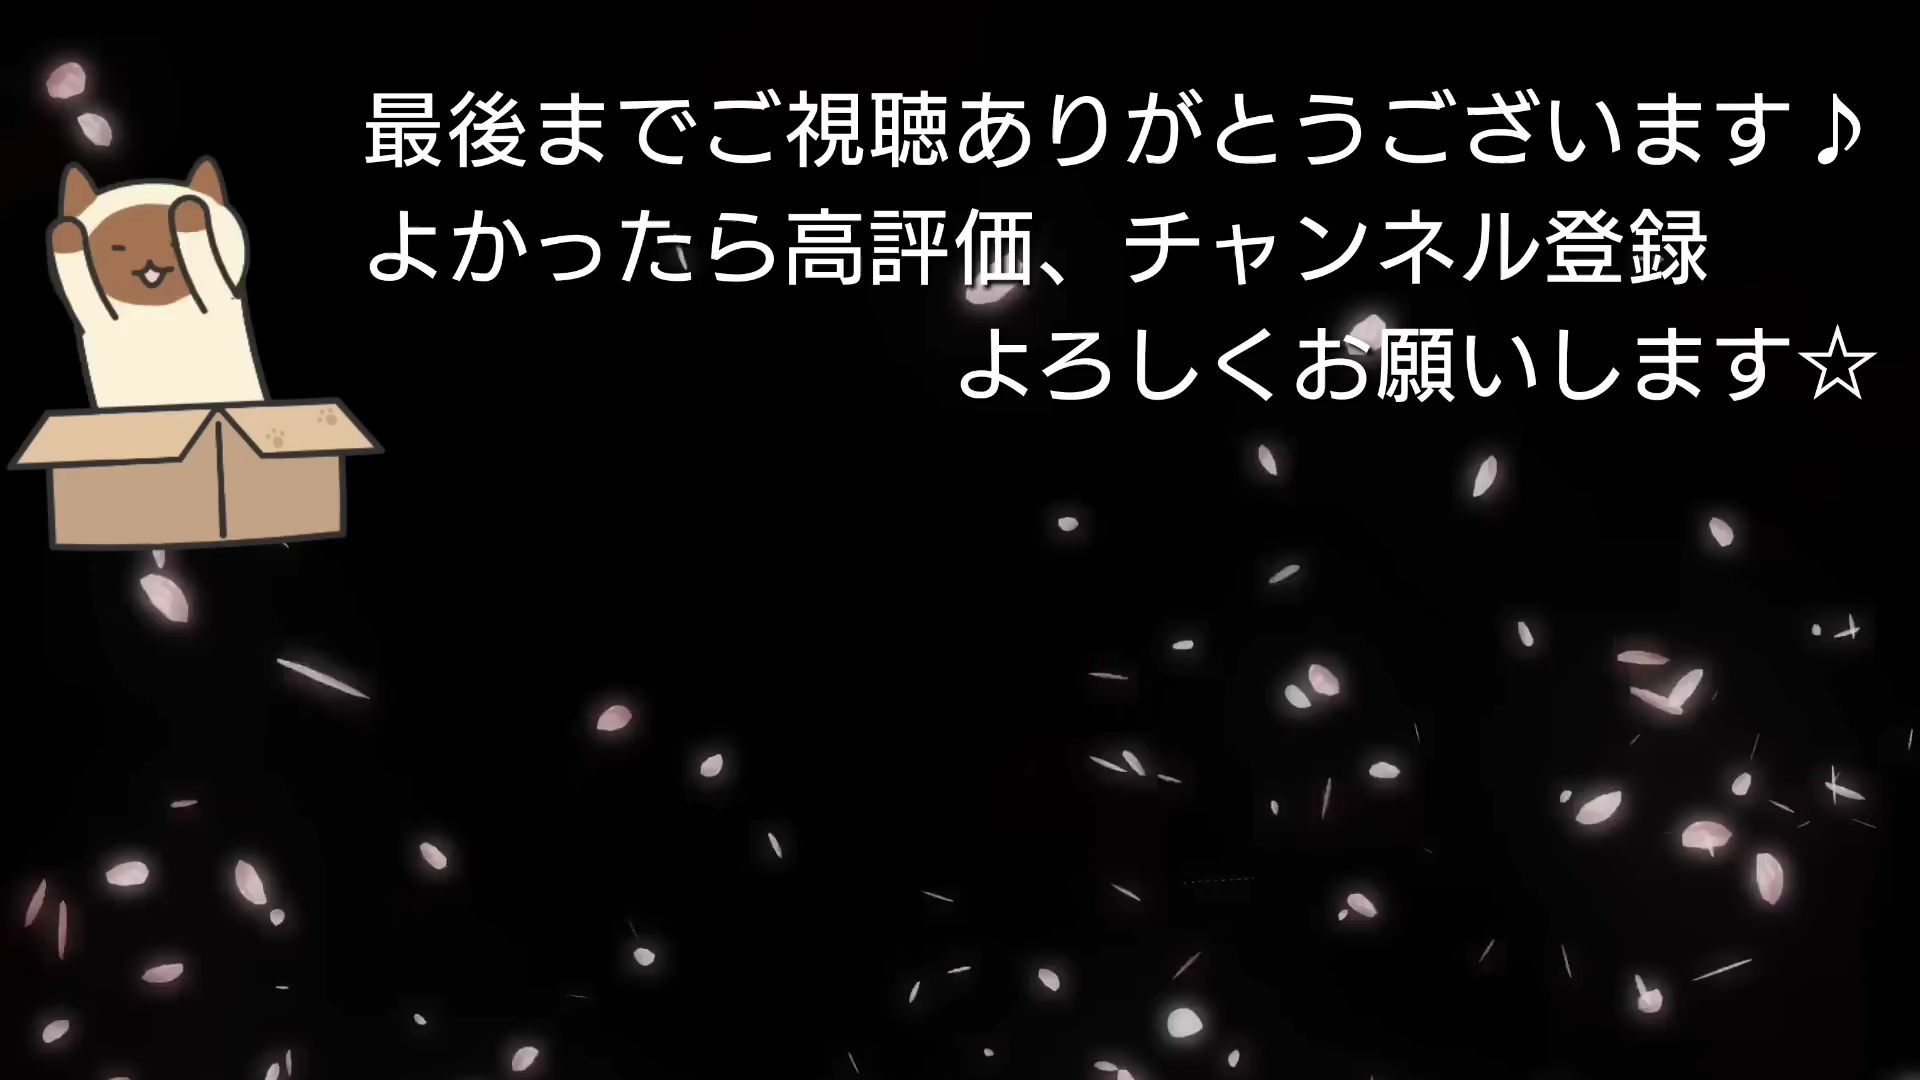 最後までご視聴ありがとうございます♪
よかったら高評価、チャンネル登録
よろしくお願いします☆